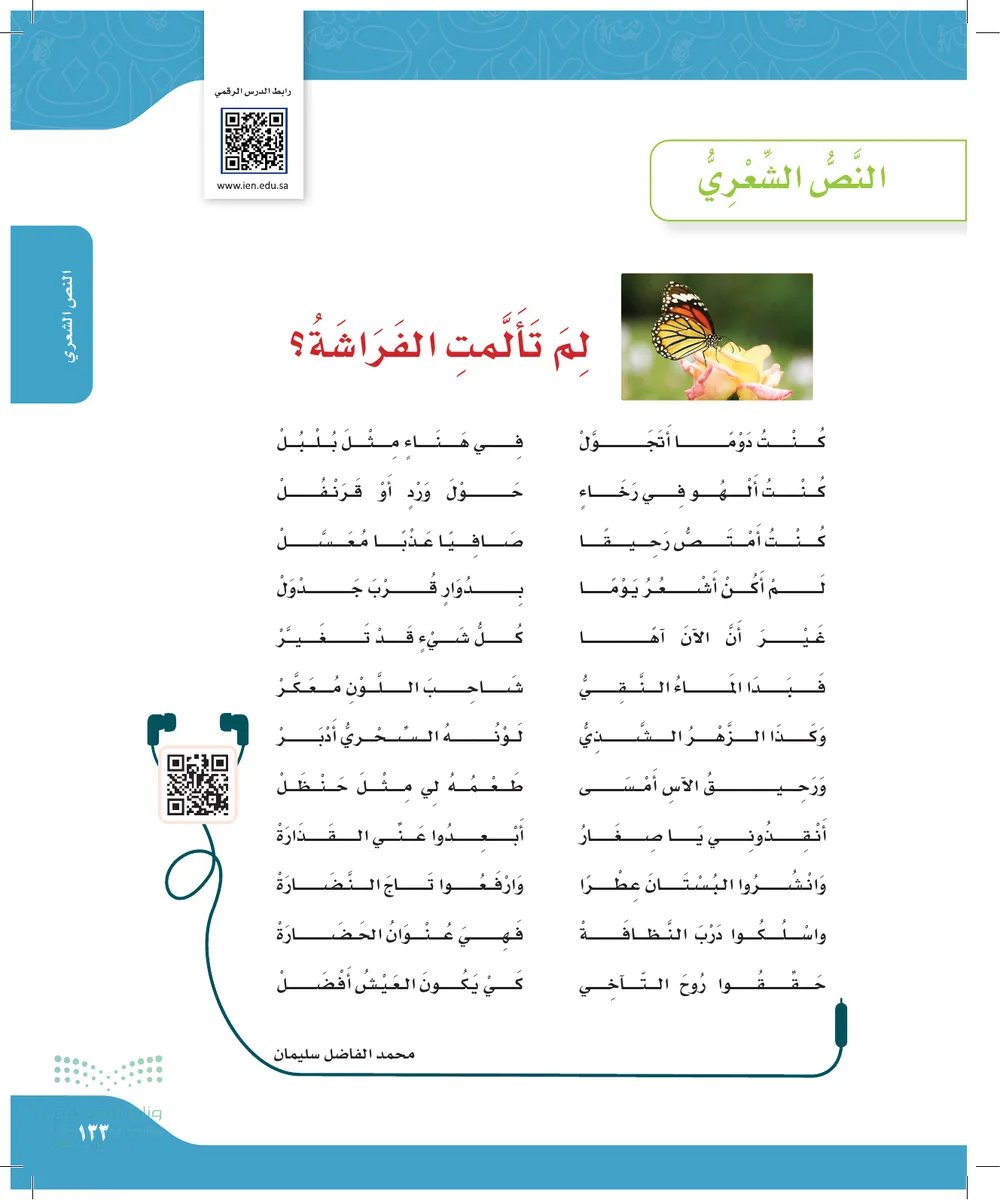 رابط الدرس الرقمي
www.ien.edu.sa
النَّصُّ الشِّعْرِيُّ
النص الشعري
لِمَ تَأَلَّمتِ الفَرَاشَةُ؟
كُنْتُ دَوْمًا أَتَجَوَّلْ فِي هَنَاءٍ مِثْلَ بُلْبُلْ
كُنْتُ أَلْهُو فِي رَخَاءٍ حَوْلَ وَرْدٍ أَوْ قَرَنْفُلْ
كُنْتُ أَمْتَصُّ رَحِيقًا صَافِيًا عَذْبًا مُعَسَّلْ
لَمْ أَكُنْ أَشْعُرُ يَوْمًا بِدُوَارٍ قُرْبَ جَدْوَلْ
غَيْرَ أَنَّ الآنَ آهًا كُلُّ شَيْءٍ قَدْ تَغَيَّرْ
فَبَدَا المَاءُ النَّقِيُّ شَاحِبَ اللَّوْنِ مُعَكَّرْ
وَكَذَا الزَّهْرُ الشَّذِيُّ لَوْنُهُ السِّحْرِيُّ أَدْبَرْ
وَرَحِيقُ الآسِ أَمْسَى طَعْمُهُ لِي مِثْلَ حَنْظَلْ
أَنْقِذُونِي يَا صِغَارُ أَبْعِدُوا عَنِّي القَذَارَةْ
وَانْشُرُوا البُسْتَانَ عِطْرًا وَارْفَعُوا تَاجَ النَّضَارَةْ
واسْلُكُوا دَرْبَ النَّظَافَةْ فَهِيَ عُنْوَانُ الحَضَارَةْ
حَقِّقُوا رُوحَ التَّآخِي كَيْ يَكُونَ العَيْشُ أَفْضَلْ
محمد الفاضل سليمان
١٣٣